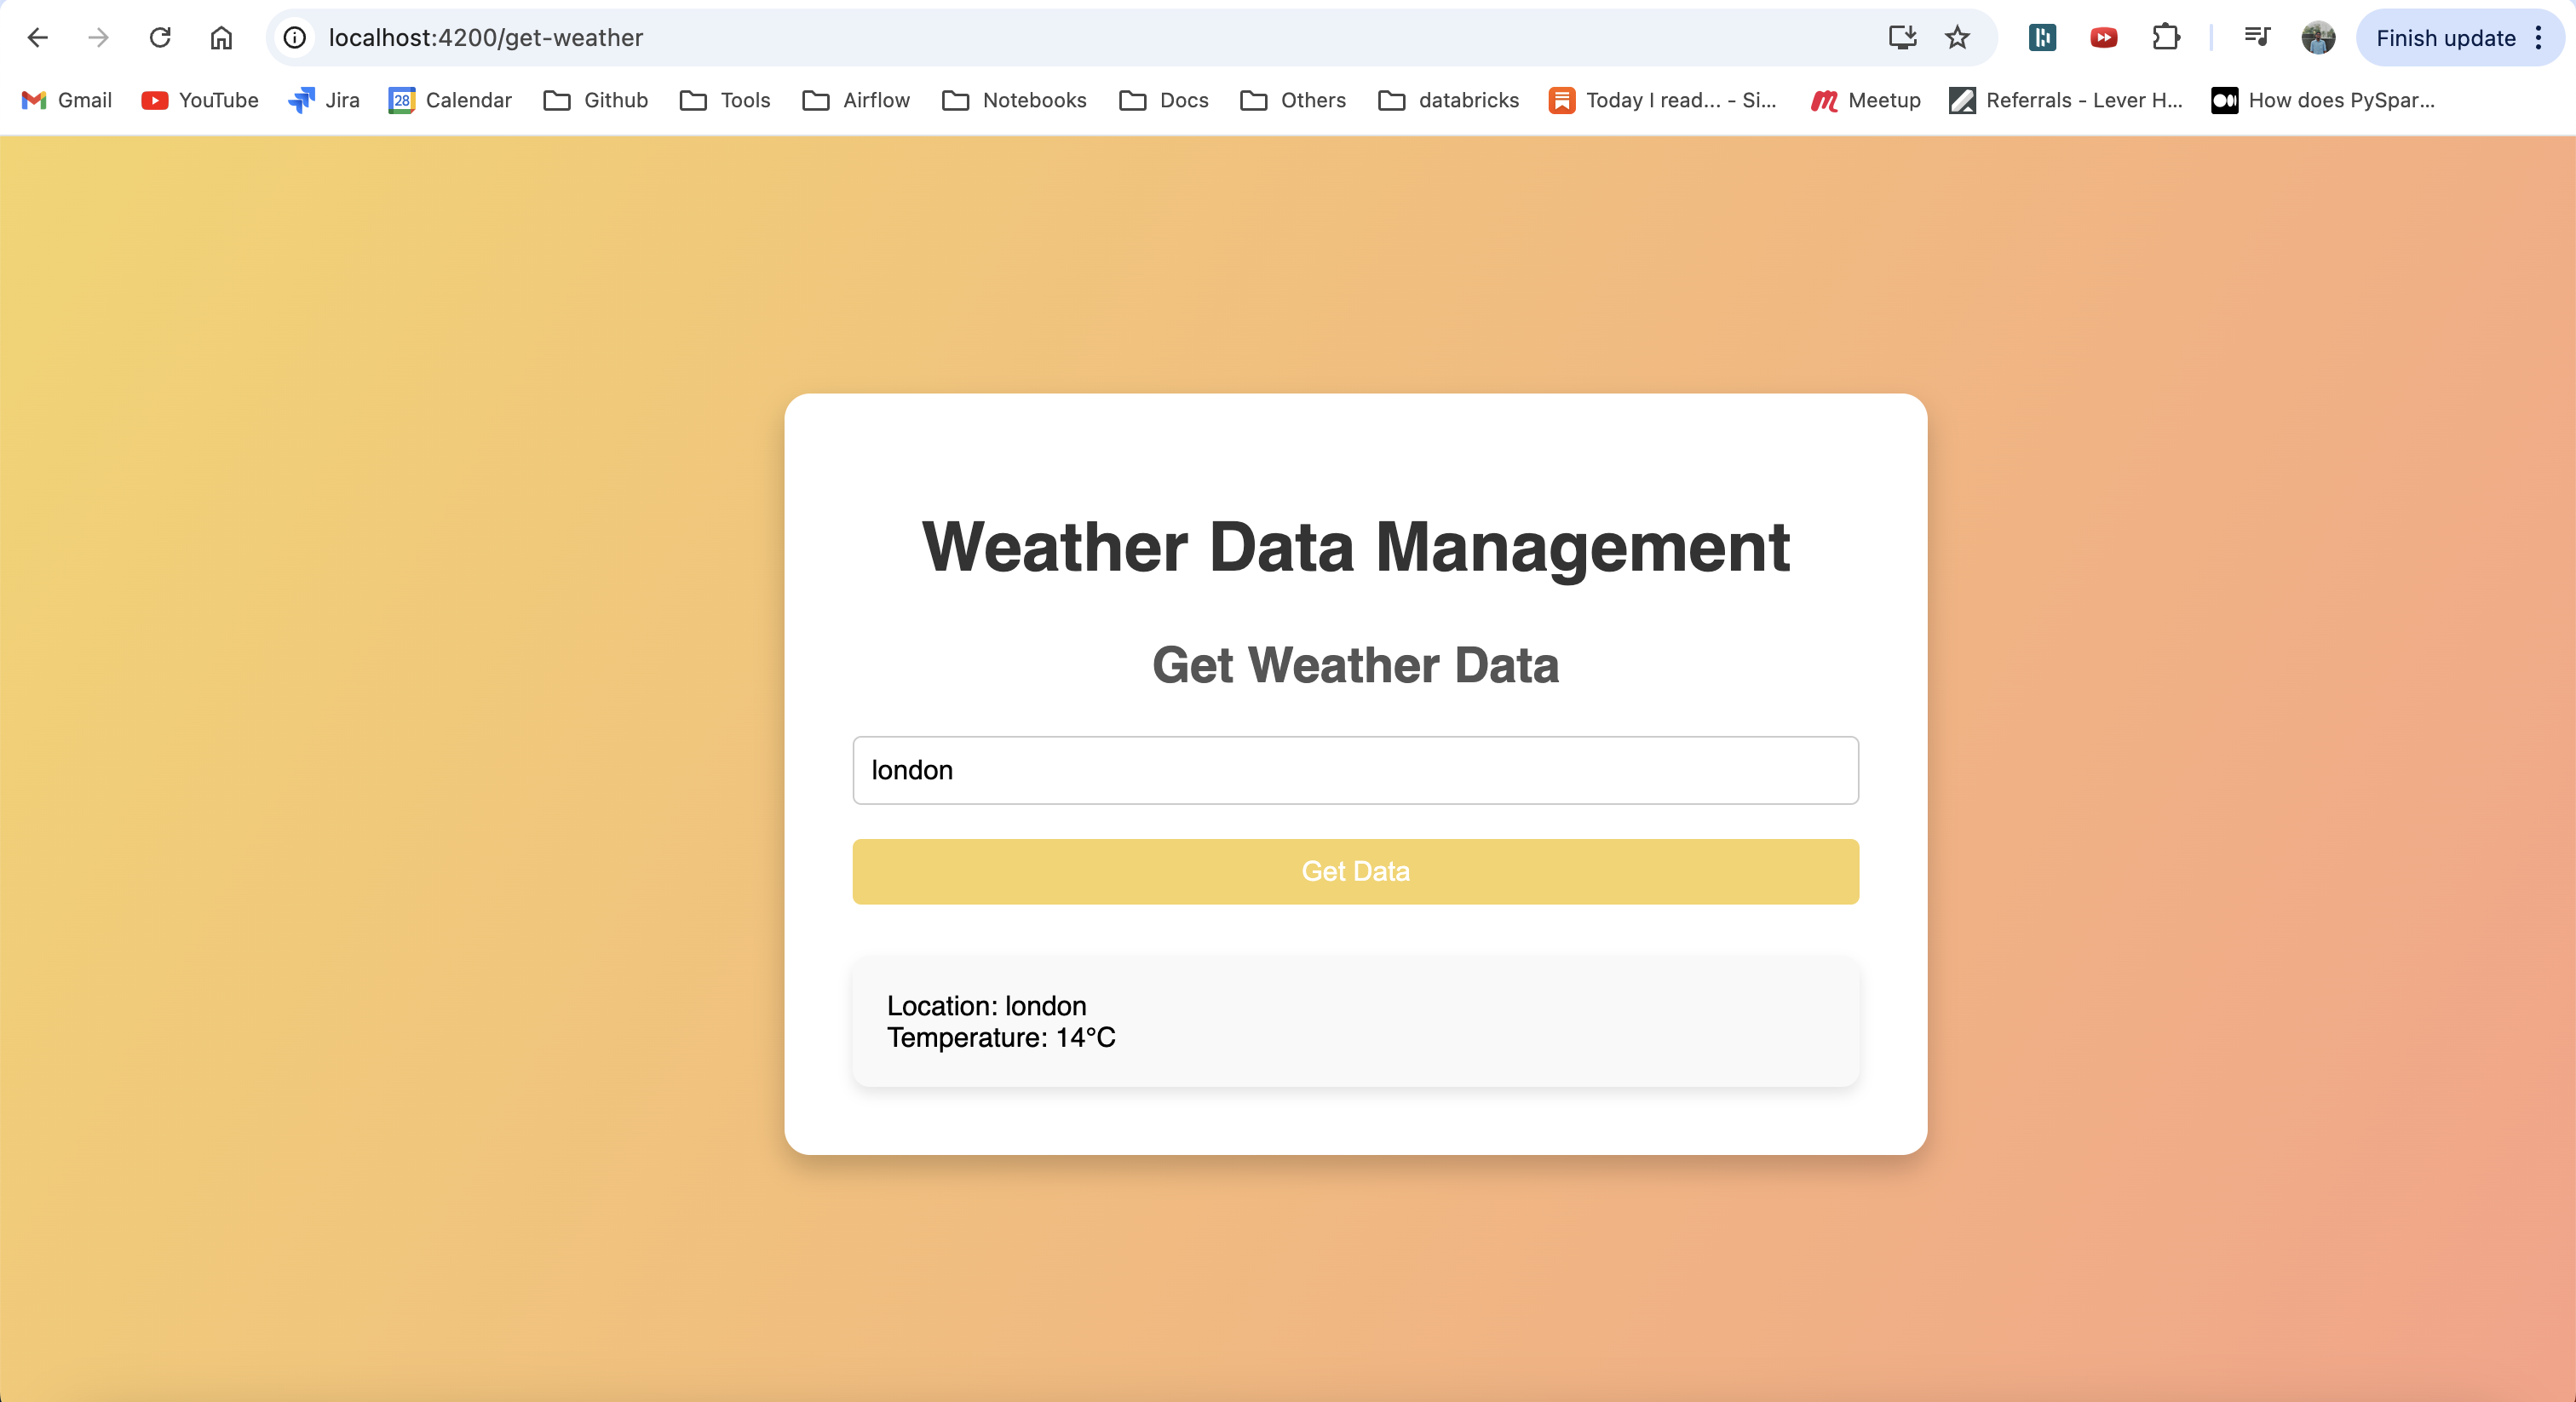 localhost:4200/get-weather
Finish update
Gmail YouTube Jira 28 Calendar Github Tools Airflow Notebooks Docs Others databricks Today I read... - Si... Meetup Referrals - Lever H... How does PySpar...
Weather Data Management
Get Weather Data
london
Get Data
Location: london
Temperature: 14°C